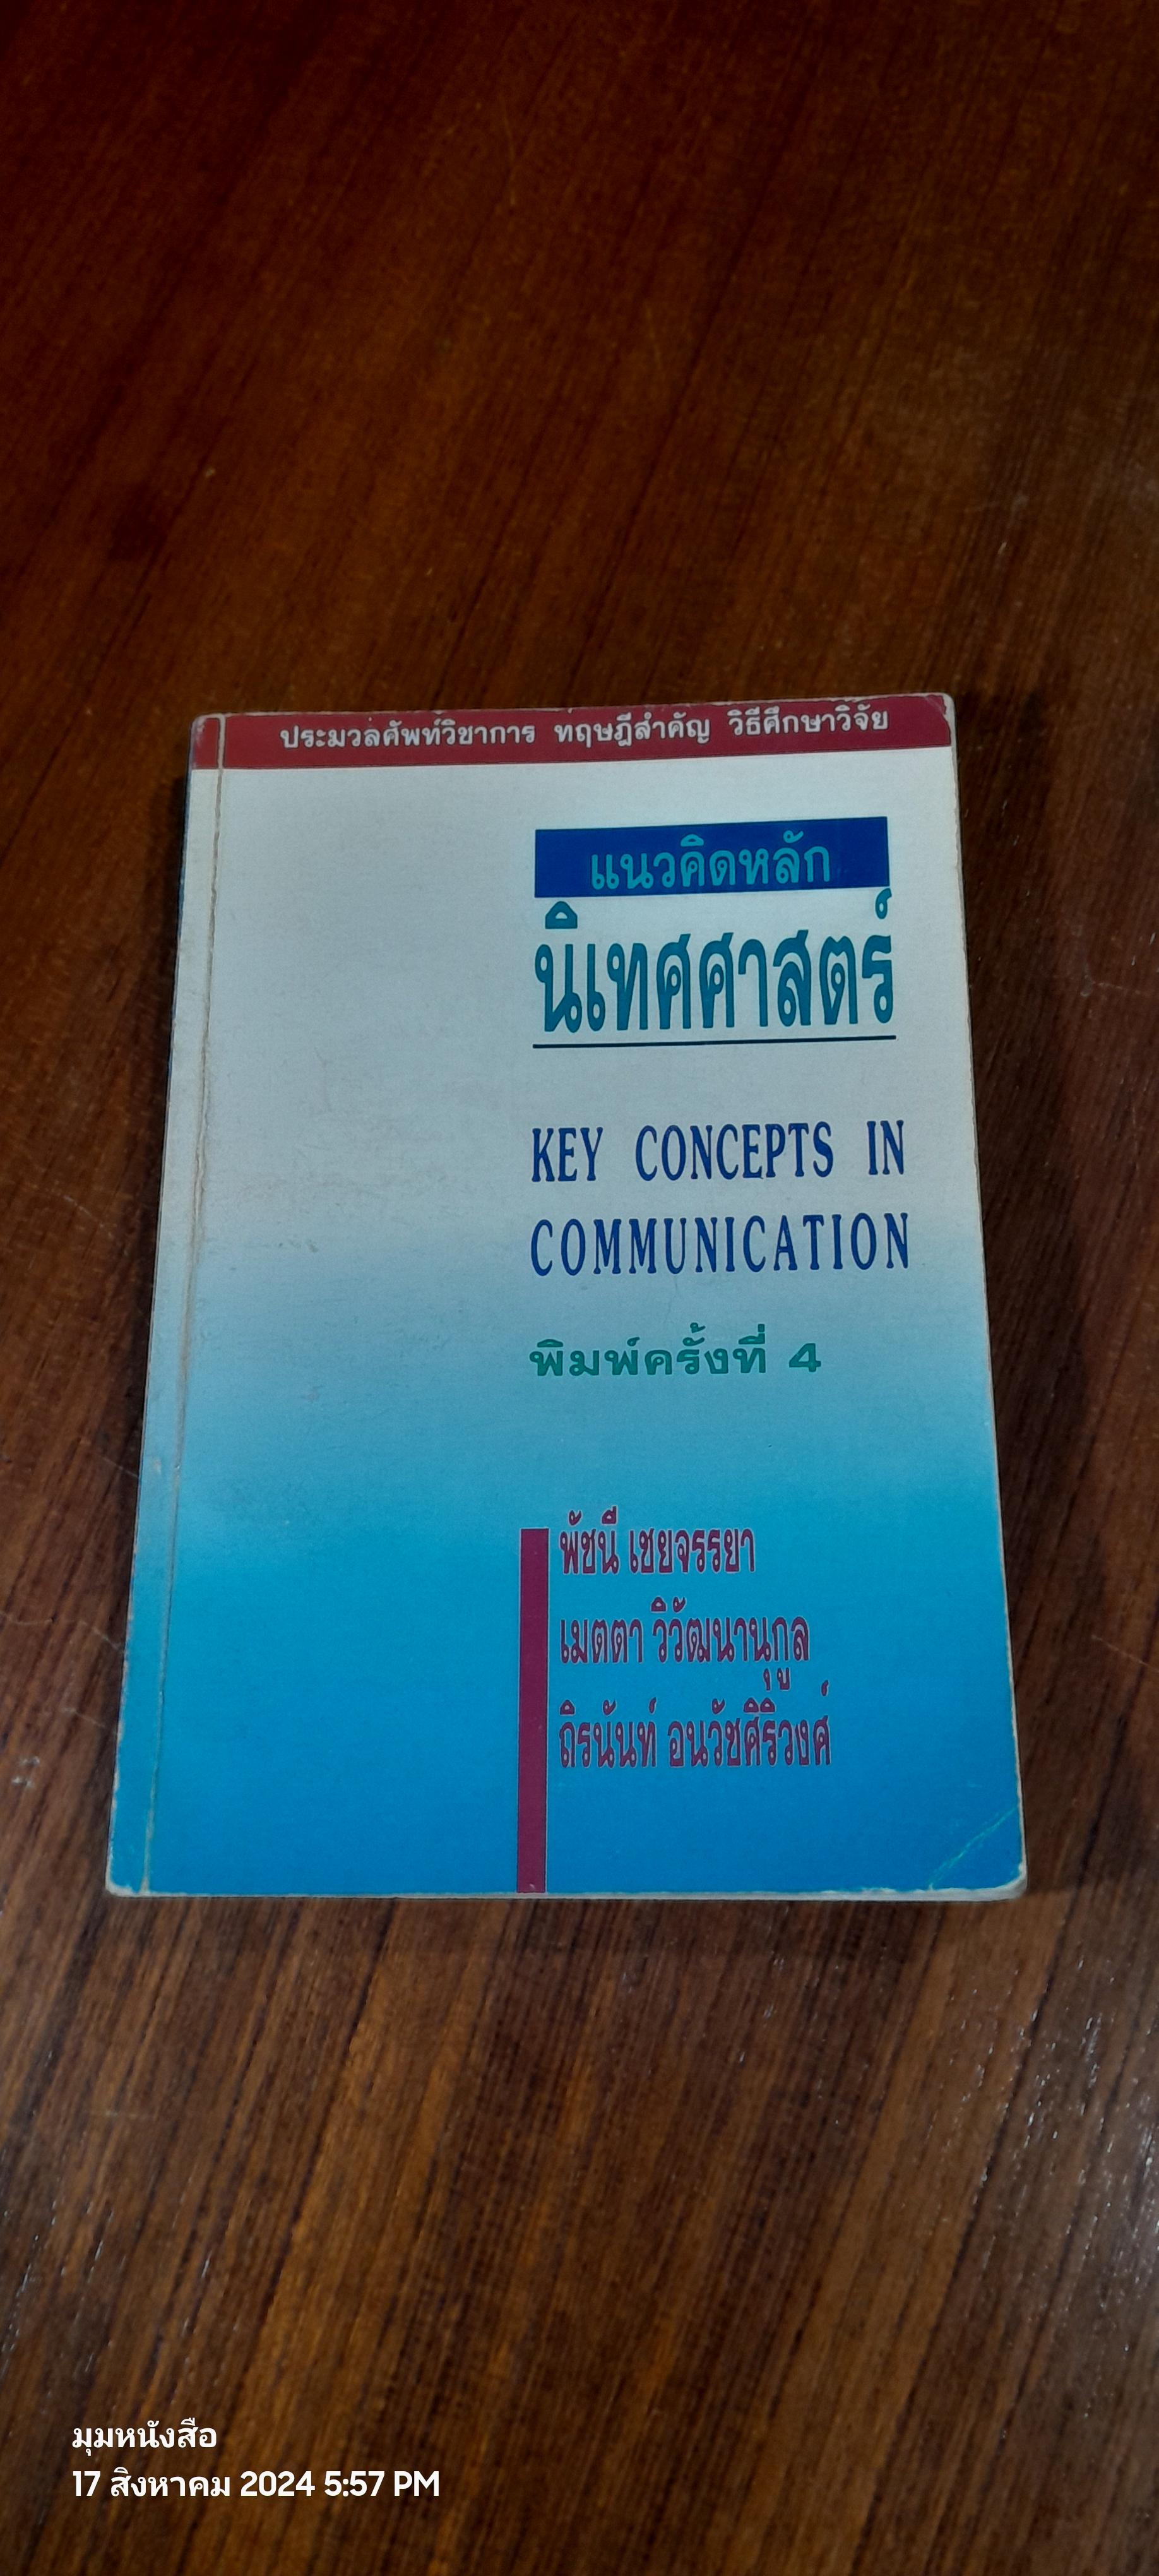 ประมวลศัพท์วิชาการ ทฤษฎีสำคัญ วิธีศึกษาวิจัย
แนวคิดหลัก
นิเทศศาสตร์
KEY CONCEPTS IN
COMMUNICATION
พิมพ์ครั้งที่ 4
พัชนี เชยจรรยา
เมตตา วิวัฒนานุกูล
ถิรนันท์ อนวัชศิริวงศ์
มุมหนังสือ
17 สิงหาคม 2024 5:57 PM